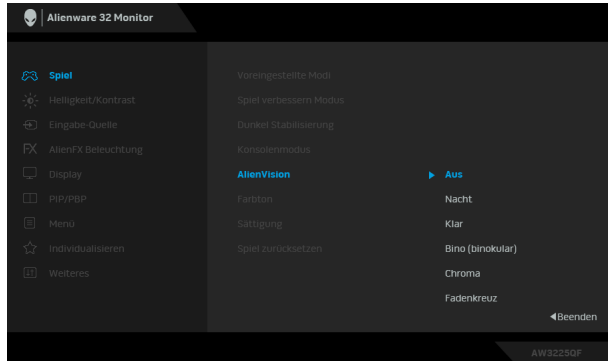 Alienware 32 Monitor
Spiel
Helligkeit/Kontrast
Eingabe-Quelle
FX AlienFX Beleuchtung
Display
PIP/PBP
Menü
Individualisieren
Weiteres
Voreingestellte Modi
Spiel verbessern Modus
Dunkel Stabilisierung
Konsolenmodus
AlienVision
Farbton
Sättigung
Spiel zurücksetzen
Aus
Nacht
Klar
Bino (binokular)
Chroma
Fadenkreuz
Beenden
AW3225QF